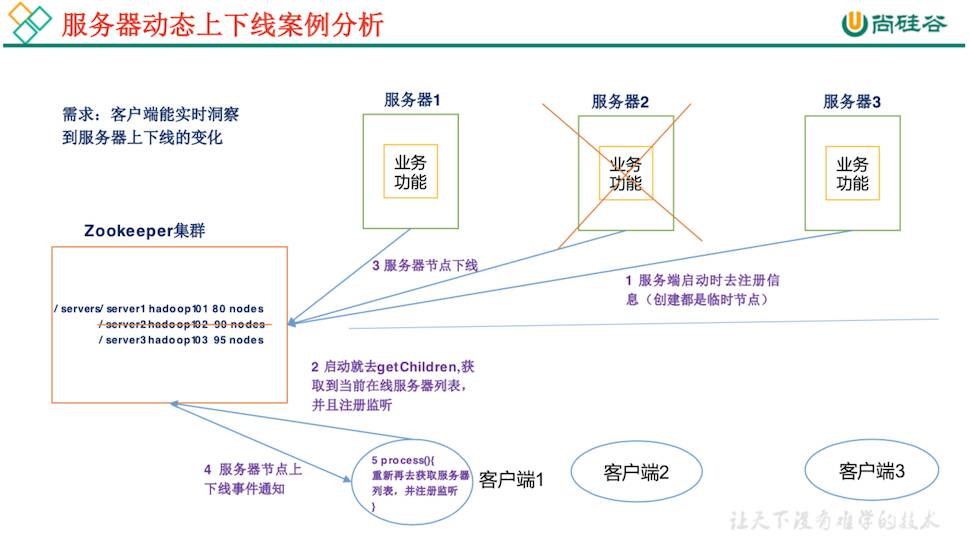 服务器动态上下线案例分析
尚硅谷
需求：客户端能实时洞察
到服务器上下线的变化
服务器1
业务
功能
服务器2
业务
功能
服务器3
业务
功能
Zookeeper集群
/ servers/ server1 hadoop101 80 nodes
/ server2 hadoop102 90 nodes
/ server3 hadoop103 95 nodes
3 服务器节点下线
1 服务端启动时去注册信
息（创建都是临时节点）
2 启动就去getChildren,获
取到当前在线服务器列表，
并且注册监听
4 服务器节点上
下线事件通知
5 process(){
重新再去获取服务器
列表，并注册监听
}
客户端1
客户端2
客户端3
让天下没有难学的技术